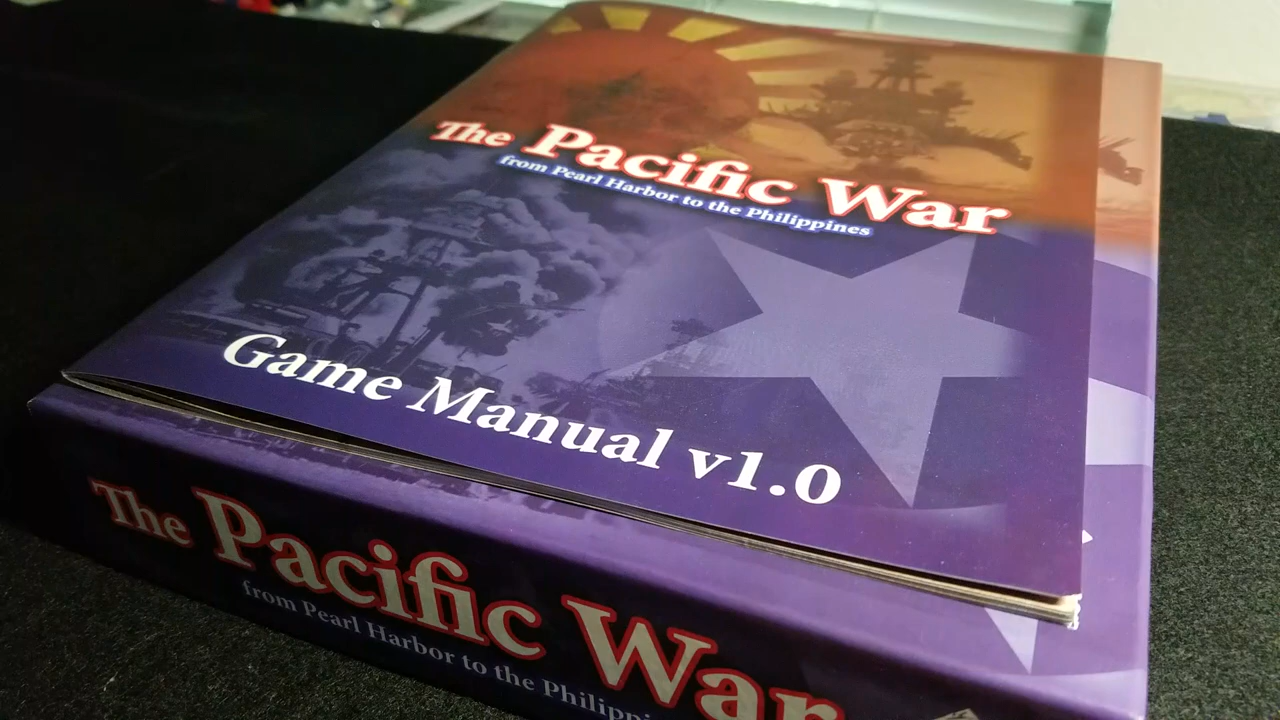 The Pacific War
from Pearl Harbor to the Philippines
Game Manual v1.0
The Pacific War
from Pearl Harbor to the